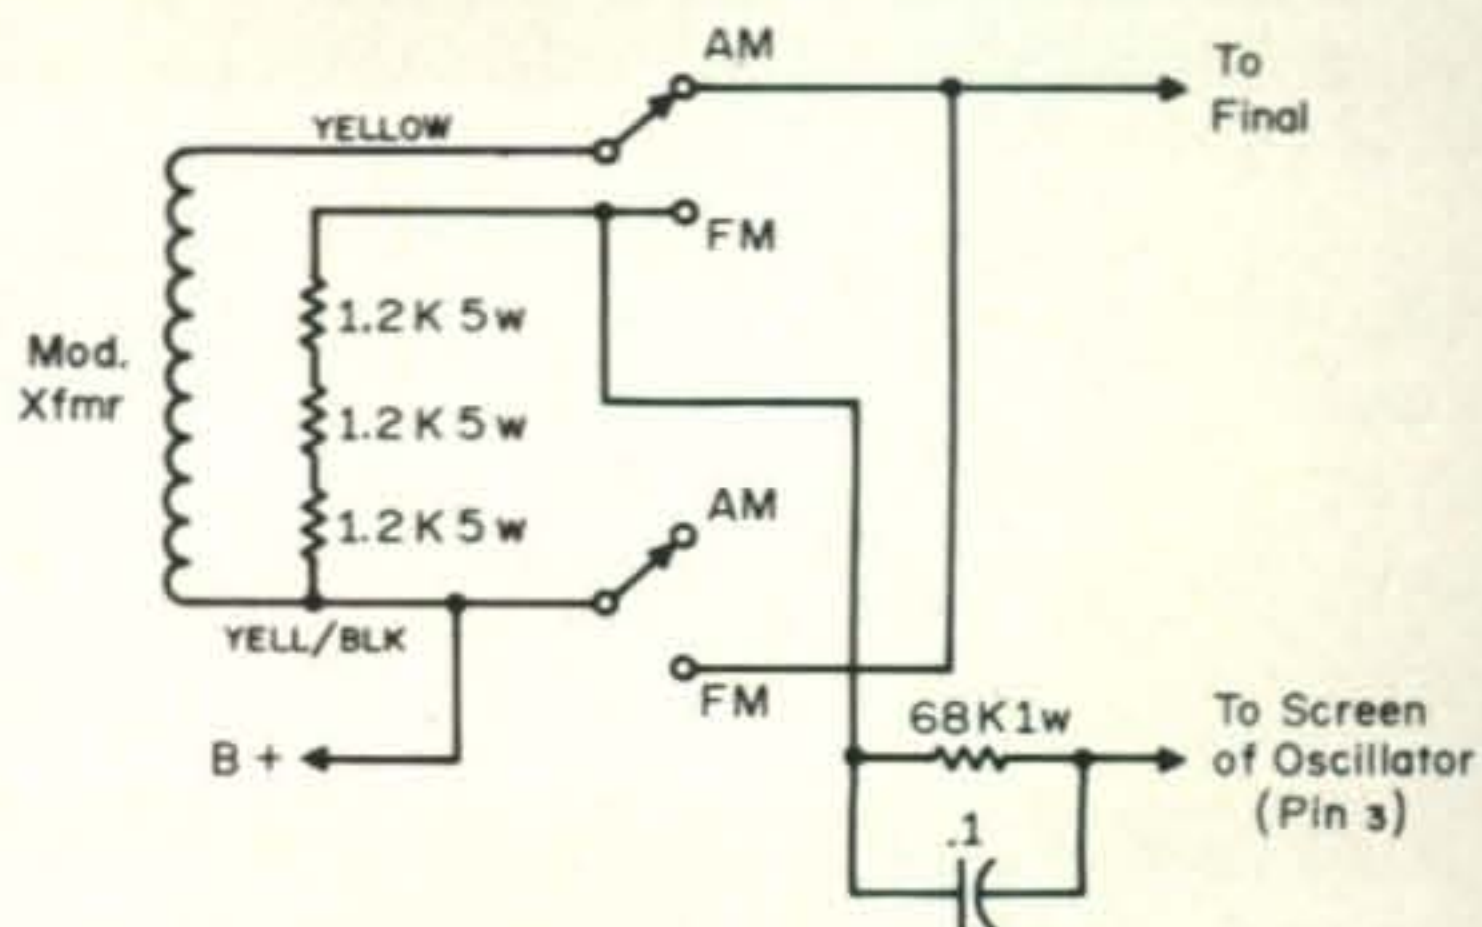 AM
To
Final
YELLOW
FM
1.2K 5w
Mod.
Xfmr
1.2K 5w
AM
1.2K 5w
YELL/BLK
FM
68K 1w
To Screen
of Oscillator
(Pin 3)
B +
.1